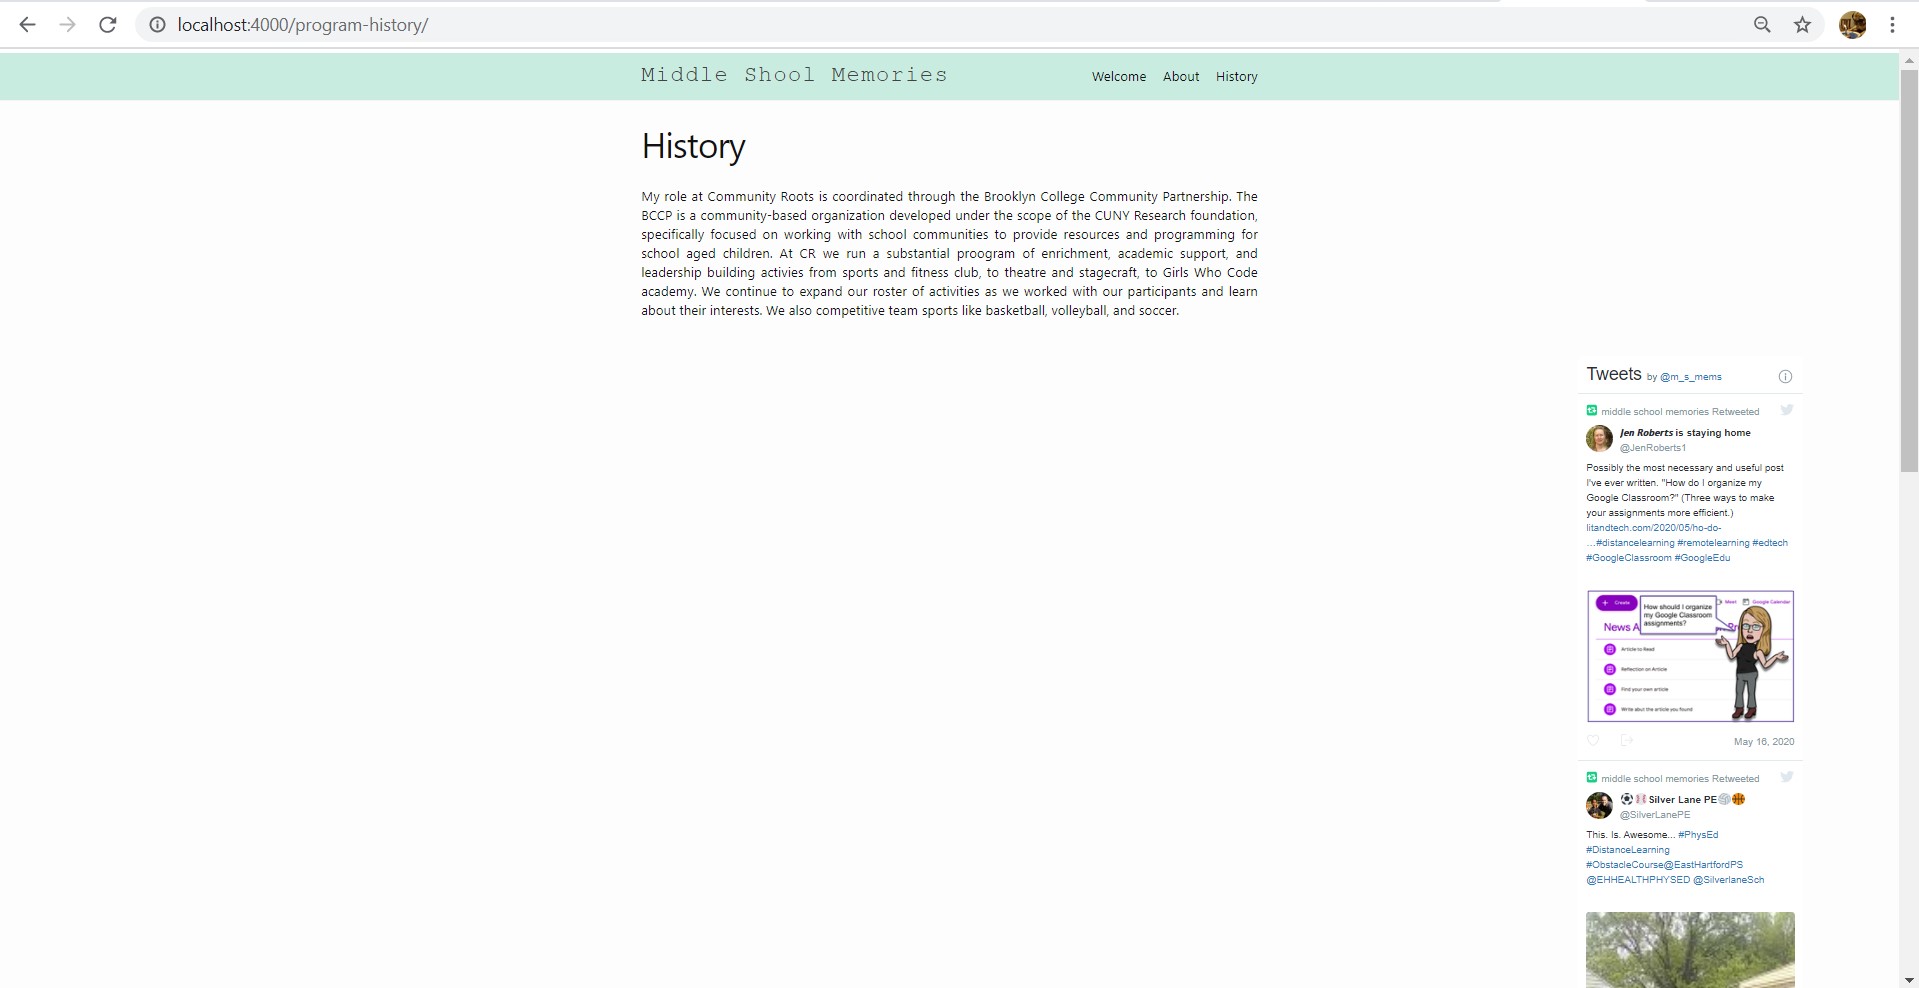 localhost:4000/program-history/
Middle Shool Memories
Welcome About History
History
My role at Community Roots is coordinated through the Brooklyn College Community Partnership. The
BCCP is a community-based organization developed under the scope of the CUNY Research foundation,
specifically focused on working with school communities to provide resources and programming for
school aged children. At CR we run a substantial proogram of enrichment, academic support, and
leadership building activies from sports and fitness club, to theatre and stagecraft, to Girls Who Code
academy. We continue to expand our roster of activities as we worked with our participants and learn
about their interests. We also competitive team sports like basketball, volleyball, and soccer.
Tweets by @m_s_mems
middle school memories Retweeted
Jen Roberts is staying home
@JenRoberts1
Possibly the most necessary and useful post
I've ever written. "How do I organize my
Google Classroom?" (Three ways to make
your assignments more efficient.)
litandtech.com/2020/05/ho-do-
…#distancelearning #remotelearning #edtech
#GoogleClassroom #GoogleEdu
+ Create
Meet Google Calendar
How should I organize
my Google Classroom
assignments?
News A
Article to Read
Reflection on Article
Find your own article
Write abut the article you found
May 16, 2020
middle school memories Retweeted
⚽⚾Silver Lane PE🏐🏀
@SilverLanePE
This. Is. Awesome... #PhysEd
#DistanceLearning
#ObstacleCourse@EastHartfordPS
@EHHEALTHPHYSED @SilverlaneSch